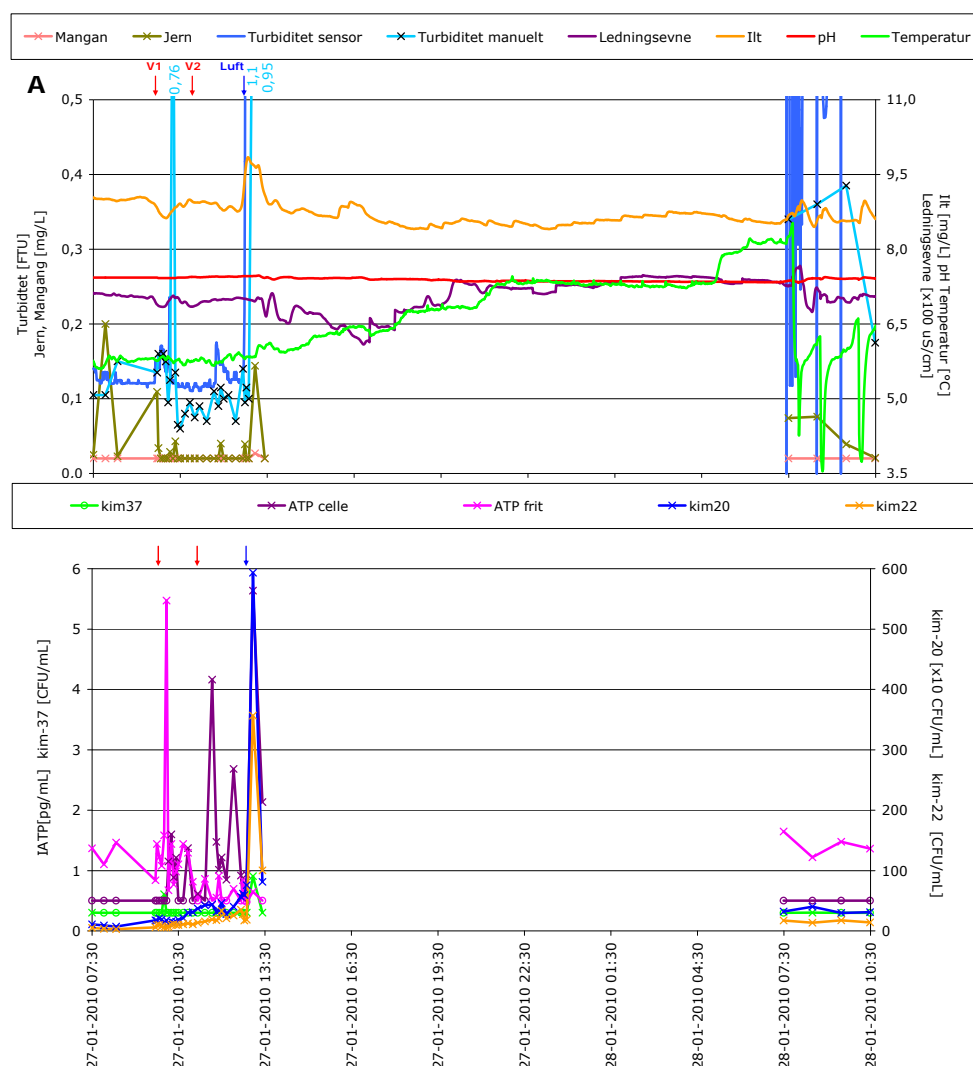 Mangan Jern Turbiditet sensor Turbiditet manuelt Ledningsevne Ilt pH Temperatur
V1 V2 Luft
0,76 1,1 0,95
A
0,5 11,0
0,4 9,5
0,3 8,0
0,2 6,5
0,1 5,0
0,0 3,5
Turbiditet [FTU]
Jern, Mangan [mg/L]
Ilt [mg/L] pH Temperatur [°C]
Ledningsevne [x100 uS/cm]
kim37 ATP celle ATP frit kim20 kim22
6 600
5 500
4 400
3 300
2 200
1 100
0 0
IATP[pg/mL] kim-37 [CFU/mL]
kim-20 [x10 CFU/mL] kim-22 [CFU/mL]
27-01-2010 07:30
27-01-2010 10:30
27-01-2010 13:30
27-01-2010 16:30
27-01-2010 19:30
27-01-2010 22:30
28-01-2010 01:30
28-01-2010 04:30
28-01-2010 07:30
28-01-2010 10:30